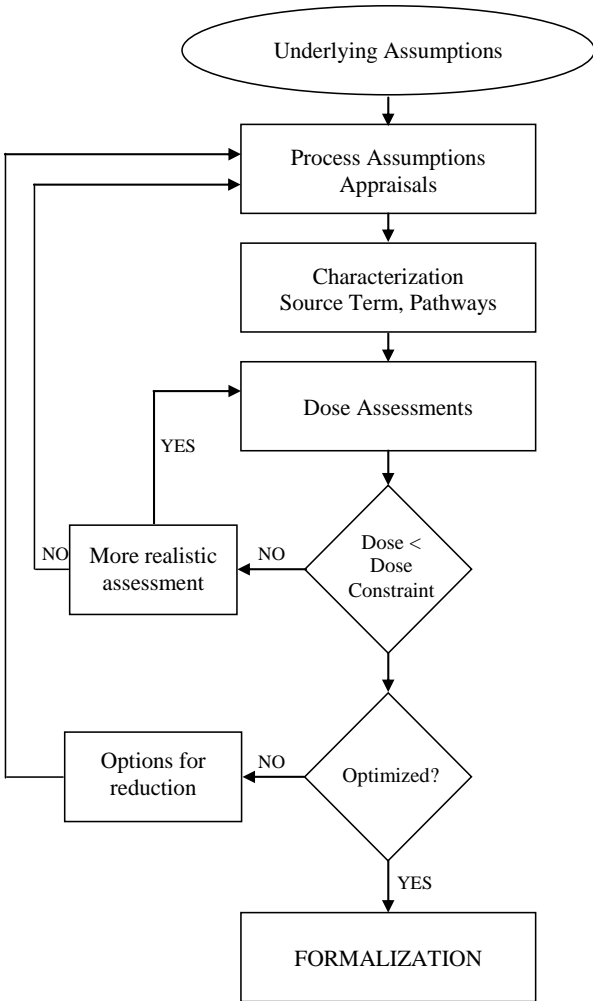 Underlying Assumptions
Process Assumptions
Appraisals
Characterization
Source Term, Pathways
Dose Assessments
YES
Dose <
Dose
Constraint
NO
More realistic
assessment
NO
Optimized?
NO
Options for
reduction
YES
FORMALIZATION